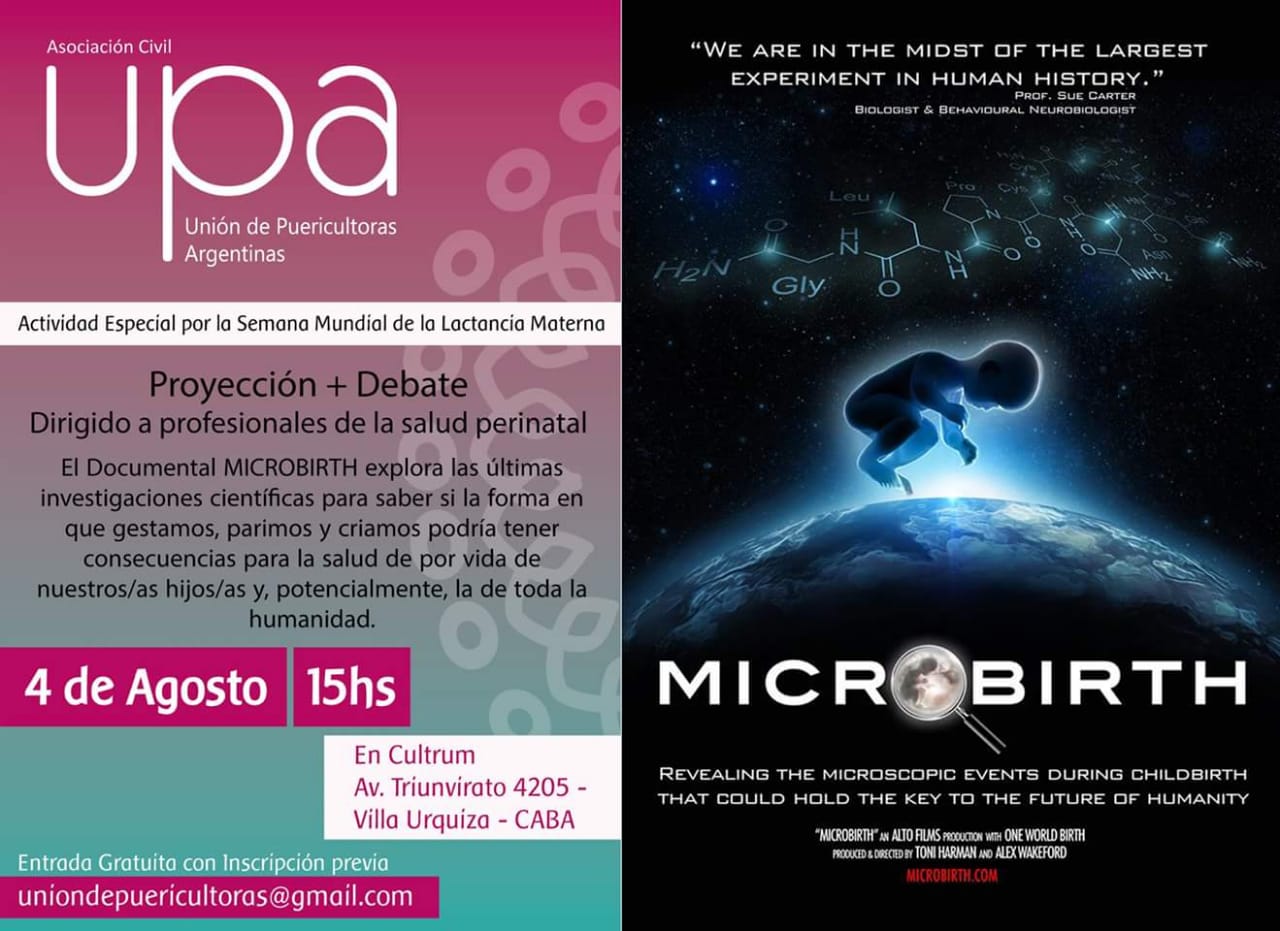 Asociación Civil
upa
Unión de Puericultoras
Argentinas
Actividad Especial por la Semana Mundial de la Lactancia Materna
Proyección + Debate
Dirigido a profesionales de la salud perinatal
El Documental MICROBIRTH explora las últimas
investigaciones científicas para saber si la forma en
que gestamos, parimos y criamos podría tener
consecuencias para la salud de por vida de
nuestros/as hijos/as y, potencialmente, la de toda la
humanidad.
4 de Agosto 15hs
En Cultrum
Av. Triunvirato 4205 -
Villa Urquiza - CABA
Entrada Gratuita con Inscripción previa
uniondepuericultoras@gmail.com
“WE ARE IN THE MIDST OF THE LARGEST
EXPERIMENT IN HUMAN HISTORY.”
PROF. SUE CARTER
BIOLOGIST & BEHAVIOURAL NEUROBIOLOGIST
Leu Pro Cys
H₂N O Gly H N O N H O N O N H O Asn NH₂ NH₂
MICROBIRTH
REVEALING THE MICROSCOPIC EVENTS DURING CHILDBIRTH
THAT COULD HOLD THE KEY TO THE FUTURE OF HUMANITY
"MICROBIRTH" AN ALTO FILMS PRODUCTION WITH ONE WORLD BIRTH
PRODUCED & DIRECTED BY TONI HARMAN AND ALEX WAKEFORD
MICROBIRTH.COM